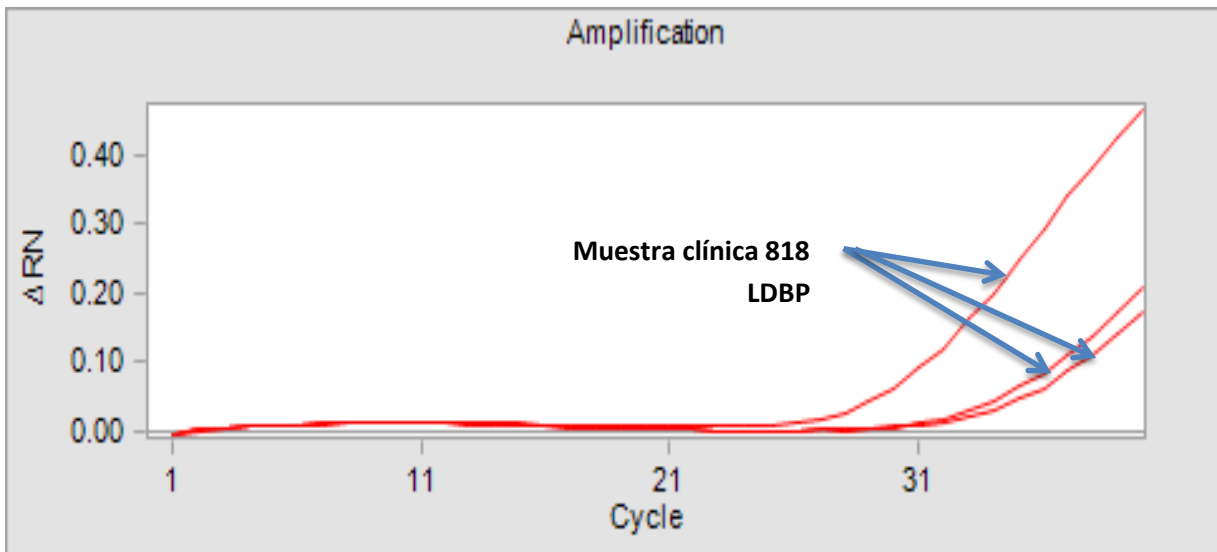 Amplification
0.40
0.30
0.20
0.10
0.00
Δ RN
Muestra clínica 818
LDBP
1 11 21 31
Cycle